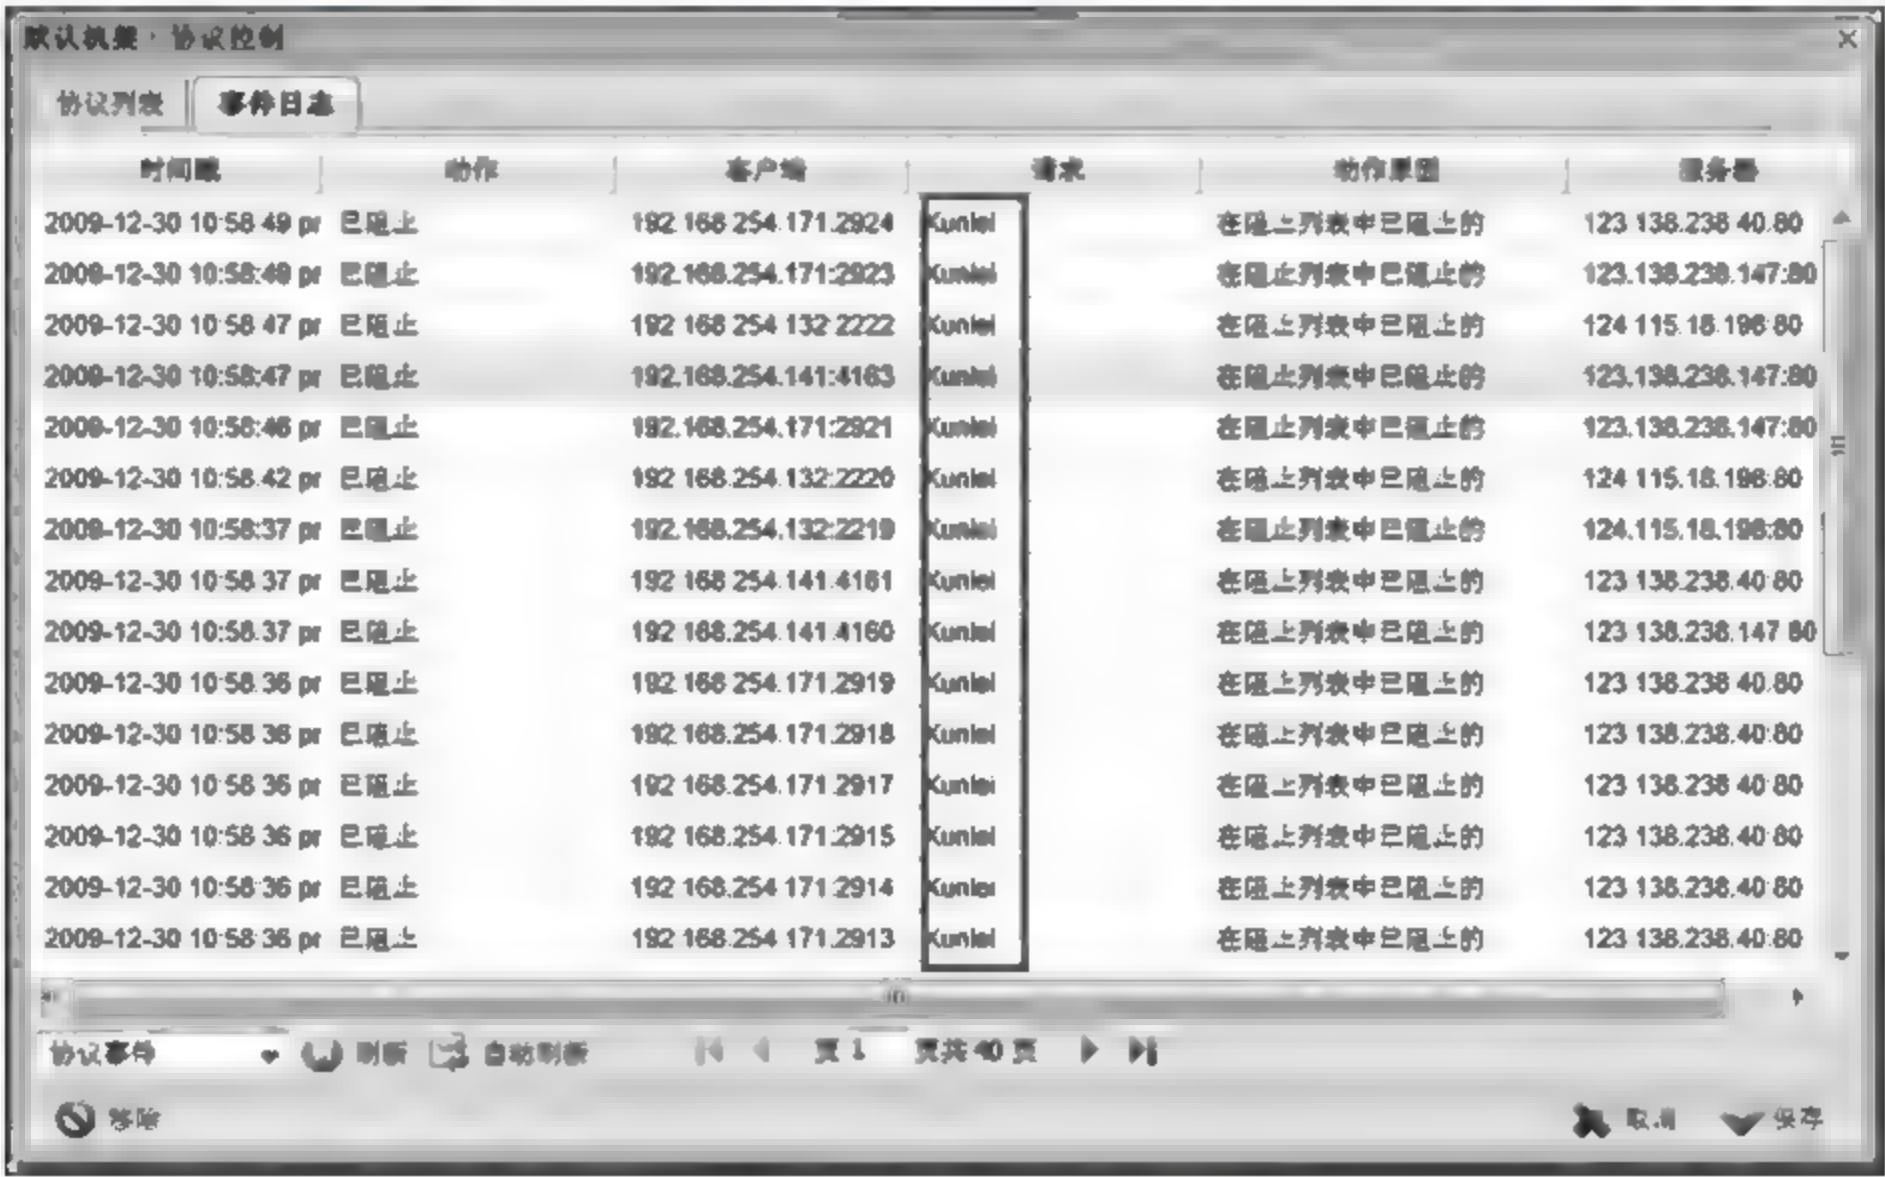 默认机架 · 协议控制
协议列表 事件日志
时间戳 动作 客户端 请求 动作原因 服务器
2009-12-30 10:58:49 pr 已阻止 192.168.254.171:2924 Kunlei 在阻止列表中已阻止的 123.138.238.40:80
2009-12-30 10:58:49 pr 已阻止 192.168.254.171:2923 Kunlei 在阻止列表中已阻止的 123.138.238.147:80
2009-12-30 10:58:47 pr 已阻止 192.168.254.132:2222 Kunlei 在阻止列表中已阻止的 124.115.18.198:80
2009-12-30 10:58:47 pr 已阻止 192.168.254.141:4163 Kunlei 在阻止列表中已阻止的 123.138.238.147:80
2009-12-30 10:58:46 pr 已阻止 192.168.254.171:2921 Kunlei 在阻止列表中已阻止的 123.138.238.147:80
2009-12-30 10:58:42 pr 已阻止 192.168.254.132:2220 Kunlei 在阻止列表中已阻止的 124.115.18.198:80
2009-12-30 10:58:37 pr 已阻止 192.168.254.132:2219 Kunlei 在阻止列表中已阻止的 124.115.18.198:80
2009-12-30 10:58:37 pr 已阻止 192.168.254.141:4161 Kunlei 在阻止列表中已阻止的 123.138.238.40:80
2009-12-30 10:58:37 pr 已阻止 192.168.254.141:4160 Kunlei 在阻止列表中已阻止的 123.138.238.147:80
2009-12-30 10:58:36 pr 已阻止 192.168.254.171:2919 Kunlei 在阻止列表中已阻止的 123.138.238.40:80
2009-12-30 10:58:36 pr 已阻止 192.168.254.171:2918 Kunlei 在阻止列表中已阻止的 123.138.238.40:80
2009-12-30 10:58:36 pr 已阻止 192.168.254.171:2917 Kunlei 在阻止列表中已阻止的 123.138.238.40:80
2009-12-30 10:58:36 pr 已阻止 192.168.254.171:2915 Kunlei 在阻止列表中已阻止的 123.138.238.40:80
2009-12-30 10:58:36 pr 已阻止 192.168.254.171:2914 Kunlei 在阻止列表中已阻止的 123.138.238.40:80
2009-12-30 10:58:36 pr 已阻止 192.168.254.171:2913 Kunlei 在阻止列表中已阻止的 123.138.238.40:80
协议事件 刷新 自动刷新 页 1 页共 40 页
移除 取消 保存